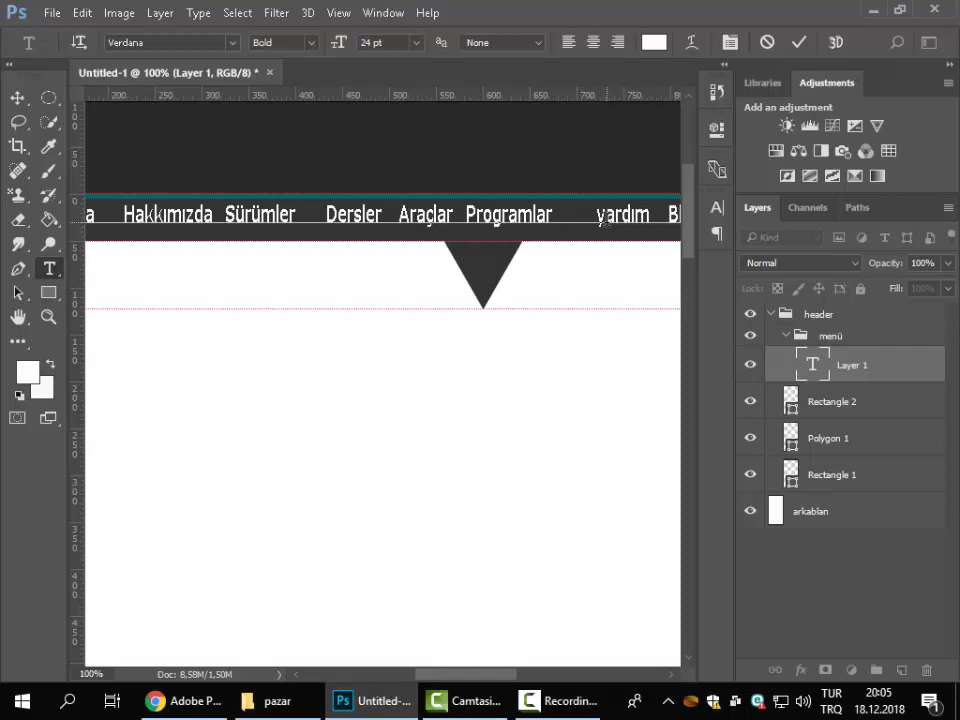 Ps File Edit Image Layer Type Select Filter 3D View Window Help
T Verdana Bold 24 pt aa None 3D
Untitled-1 @ 100% (Layer 1, RGB/8) *
Libraries Adjustments
200 250 300 350 400 450 500 550 600 650 700 750
Add an adjustment
a Hakkımızda Sürümler Dersler Araçlar Programlar yardım
Layers Channels Paths
Kind
Normal Opacity: 100%
Lock: Fill: 100%
header
menü
T Layer 1
Rectangle 2
Polygon 1
Rectangle 1
arkablan
100% Doc: 8,58M/1,50M
Adobe P... pazar Untitled-... Camtasi... Recordin...
TUR 20:05
TRQ 18.12.2018 1